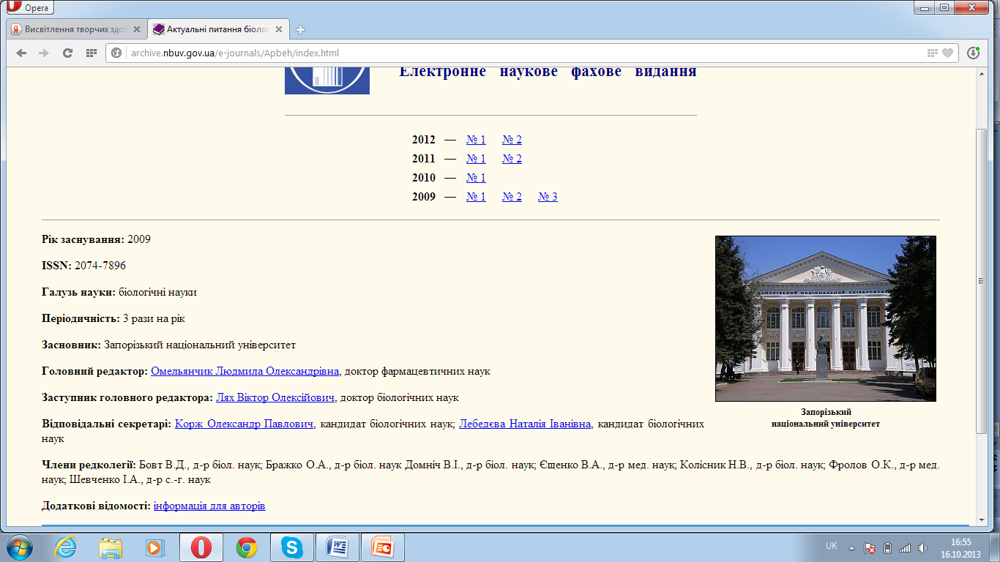 Opera
Висвітлення творчих здоб
Актуальні питання біолог
archive.nbuv.gov.ua/e-journals/Apbeh/index.html
Електронне наукове фахове видання
2012 — № 1 № 2
2011 — № 1 № 2
2010 — № 1
2009 — № 1 № 2 № 3
Рік заснування: 2009
ISSN: 2074-7896
Галузь науки: біологічні науки
Періодичність: 3 рази на рік
Засновник: Запорізький національний університет
Головний редактор: Омельянчик Людмила Олександрівна, доктор фармацевтичних наук
Заступник головного редактора: Лях Віктор Олексійович, доктор біологічних наук
Відповідальні секретарі: Корж Олександр Павлович, кандидат біологічних наук; Лебедєва Наталія Іванівна, кандидат біологічних
наук
ЗАПОРІЗЬКИЙ НАЦІОНАЛЬНИЙ УНІВЕРСИТЕТ
Запорізький
національний університет
Члени редколегії: Бовт В.Д., д-р біол. наук; Бражко О.А., д-р біол. наук Домніч В.І., д-р біол. наук; Єщенко В.А., д-р мед. наук; Колісник Н.В., д-р біол. наук; Фролов О.К., д-р мед.
наук; Шевченко І.А., д-р с.-г. наук
Додаткові відомості: інформація для авторів
UK
16:55
16.10.2013